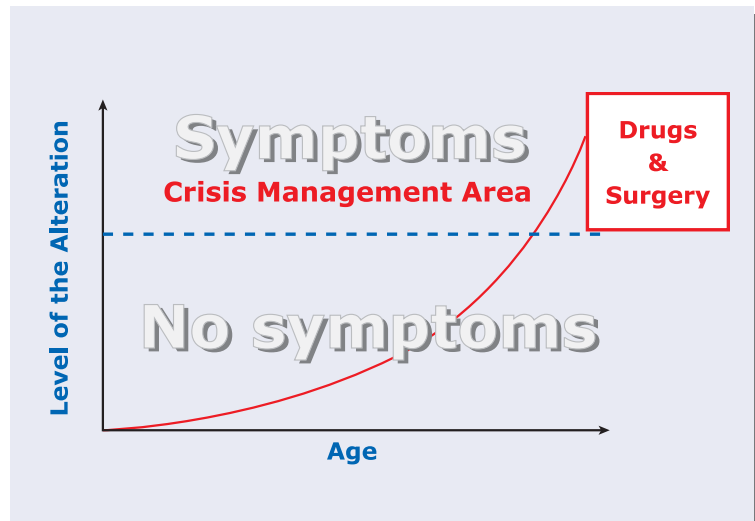 Symptoms
Crisis Management Area
Drugs
&
Surgery
Level of the Alteration
No symptoms
Age